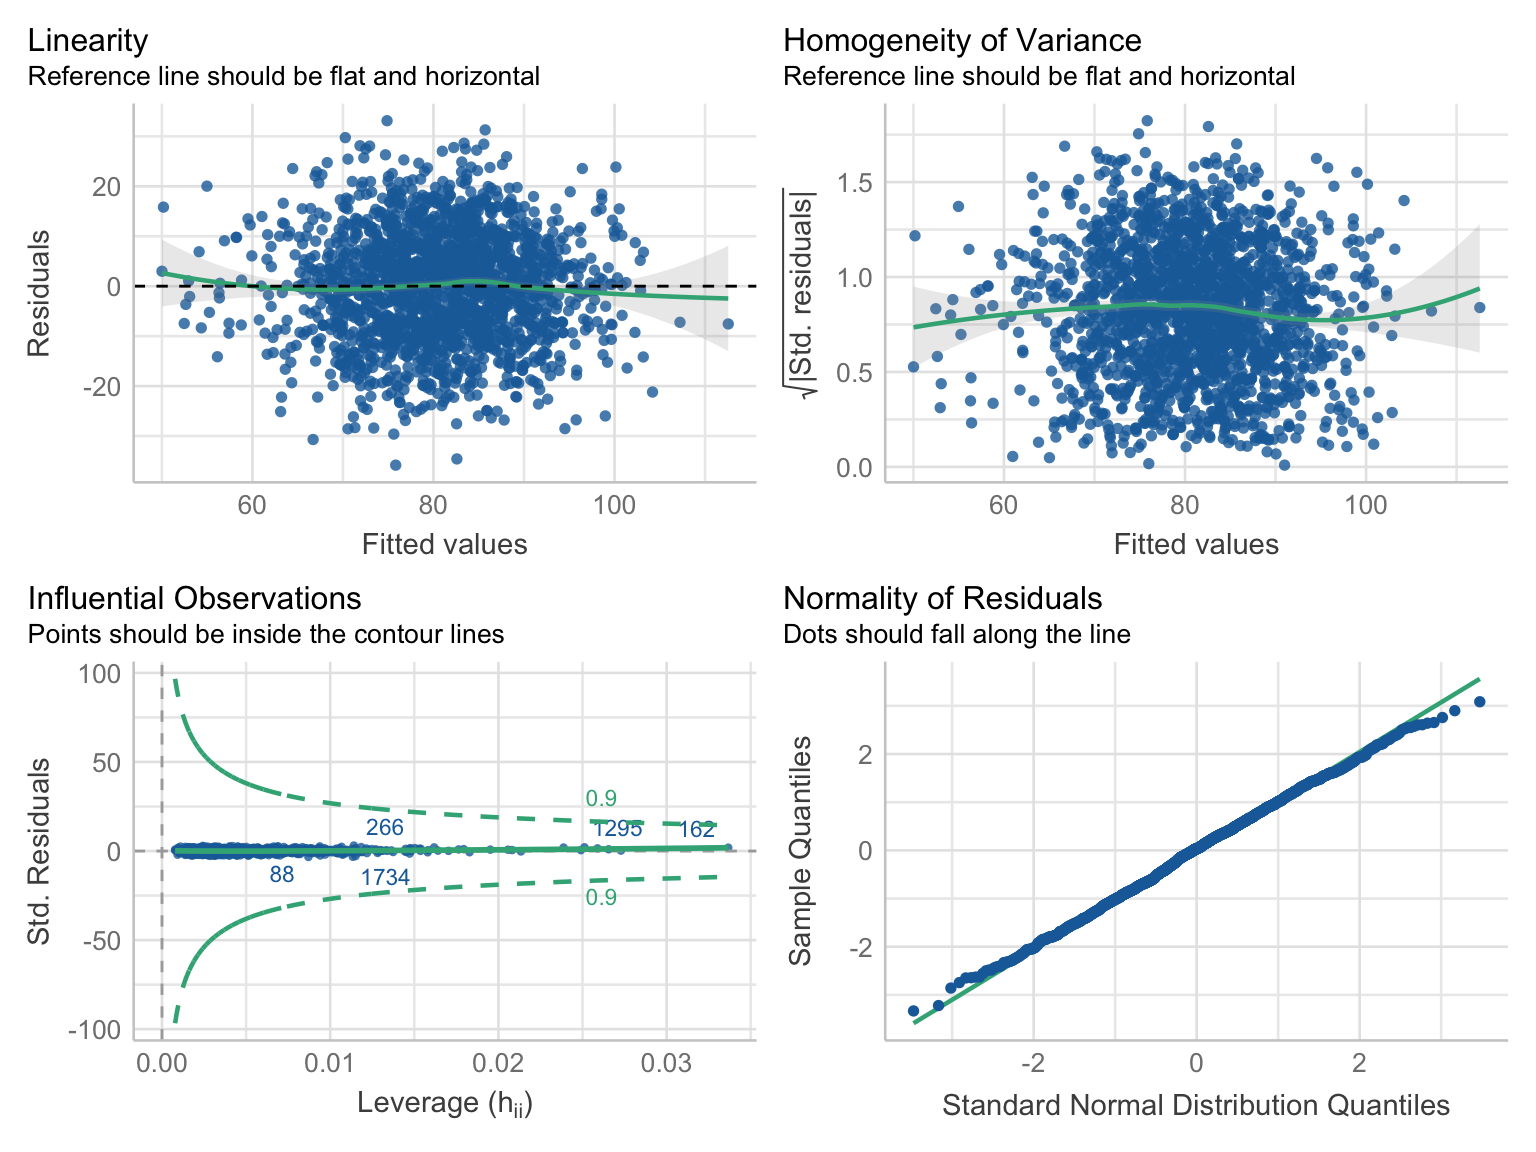 Linearity
Reference line should be flat and horizontal
Residuals
20
0
-20
60
80
100
Fitted values
Homogeneity of Variance
Reference line should be flat and horizontal
√|Std. residuals|
1.5
1.0
0.5
0.0
60
80
100
Fitted values
Influential Observations
Points should be inside the contour lines
Std. Residuals
100
50
0
-50
-100
0.9
266
1295
162
88
1734
0.9
0.00
0.01
0.02
0.03
Leverage (hii)
Normality of Residuals
Dots should fall along the line
Sample Quantiles
2
0
-2
-2
0
2
Standard Normal Distribution Quantiles